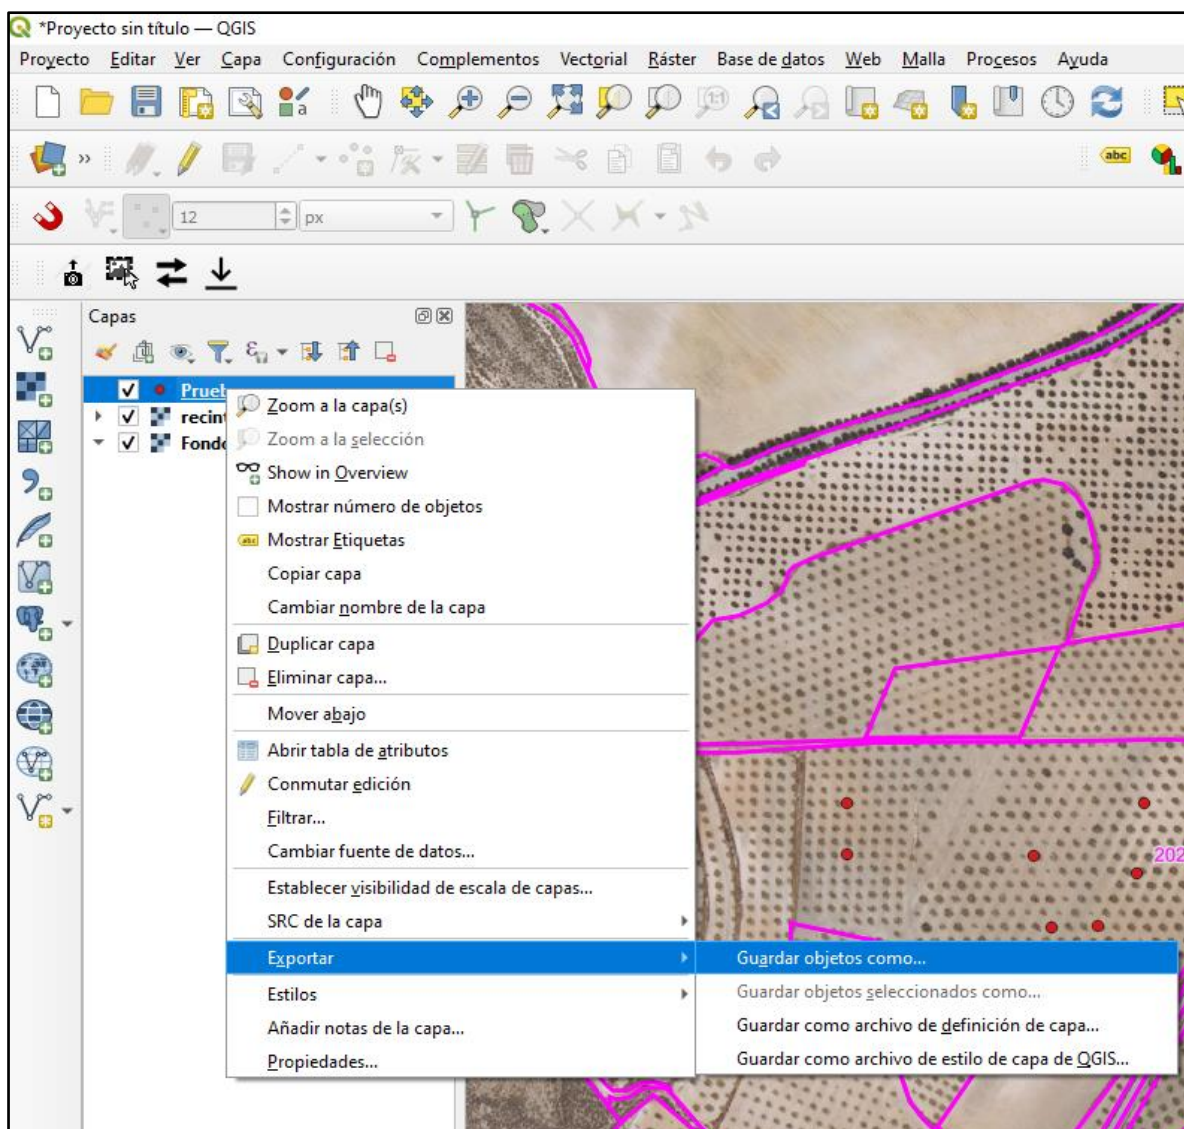 *Proyecto sin título — QGIS
Proyecto Editar Ver Capa Configuración Complementos Vectorial Ráster Base de datos Web Malla Procesos Ayuda
a
1:1
abc
12 px
Capas
ε
recin
Zoom a la capa(s)
Zoom a la selección
Show in Overview
Mostrar número de objetos
abc Mostrar Etiquetas
Copiar capa
Cambiar nombre de la capa
Duplicar capa
Eliminar capa...
Mover abajo
Abrir tabla de atributos
Conmutar edición
Filtrar...
Cambiar fuente de datos...
202
Establecer visibilidad de escala de capas...
SRC de la capa
Exportar
Guardar objetos como...
Guardar objetos seleccionados como...
Guardar como archivo de definición de capa...
Guardar como archivo de estilo de capa de QGIS...
Estilos
Añadir notas de la capa...
Propiedades...